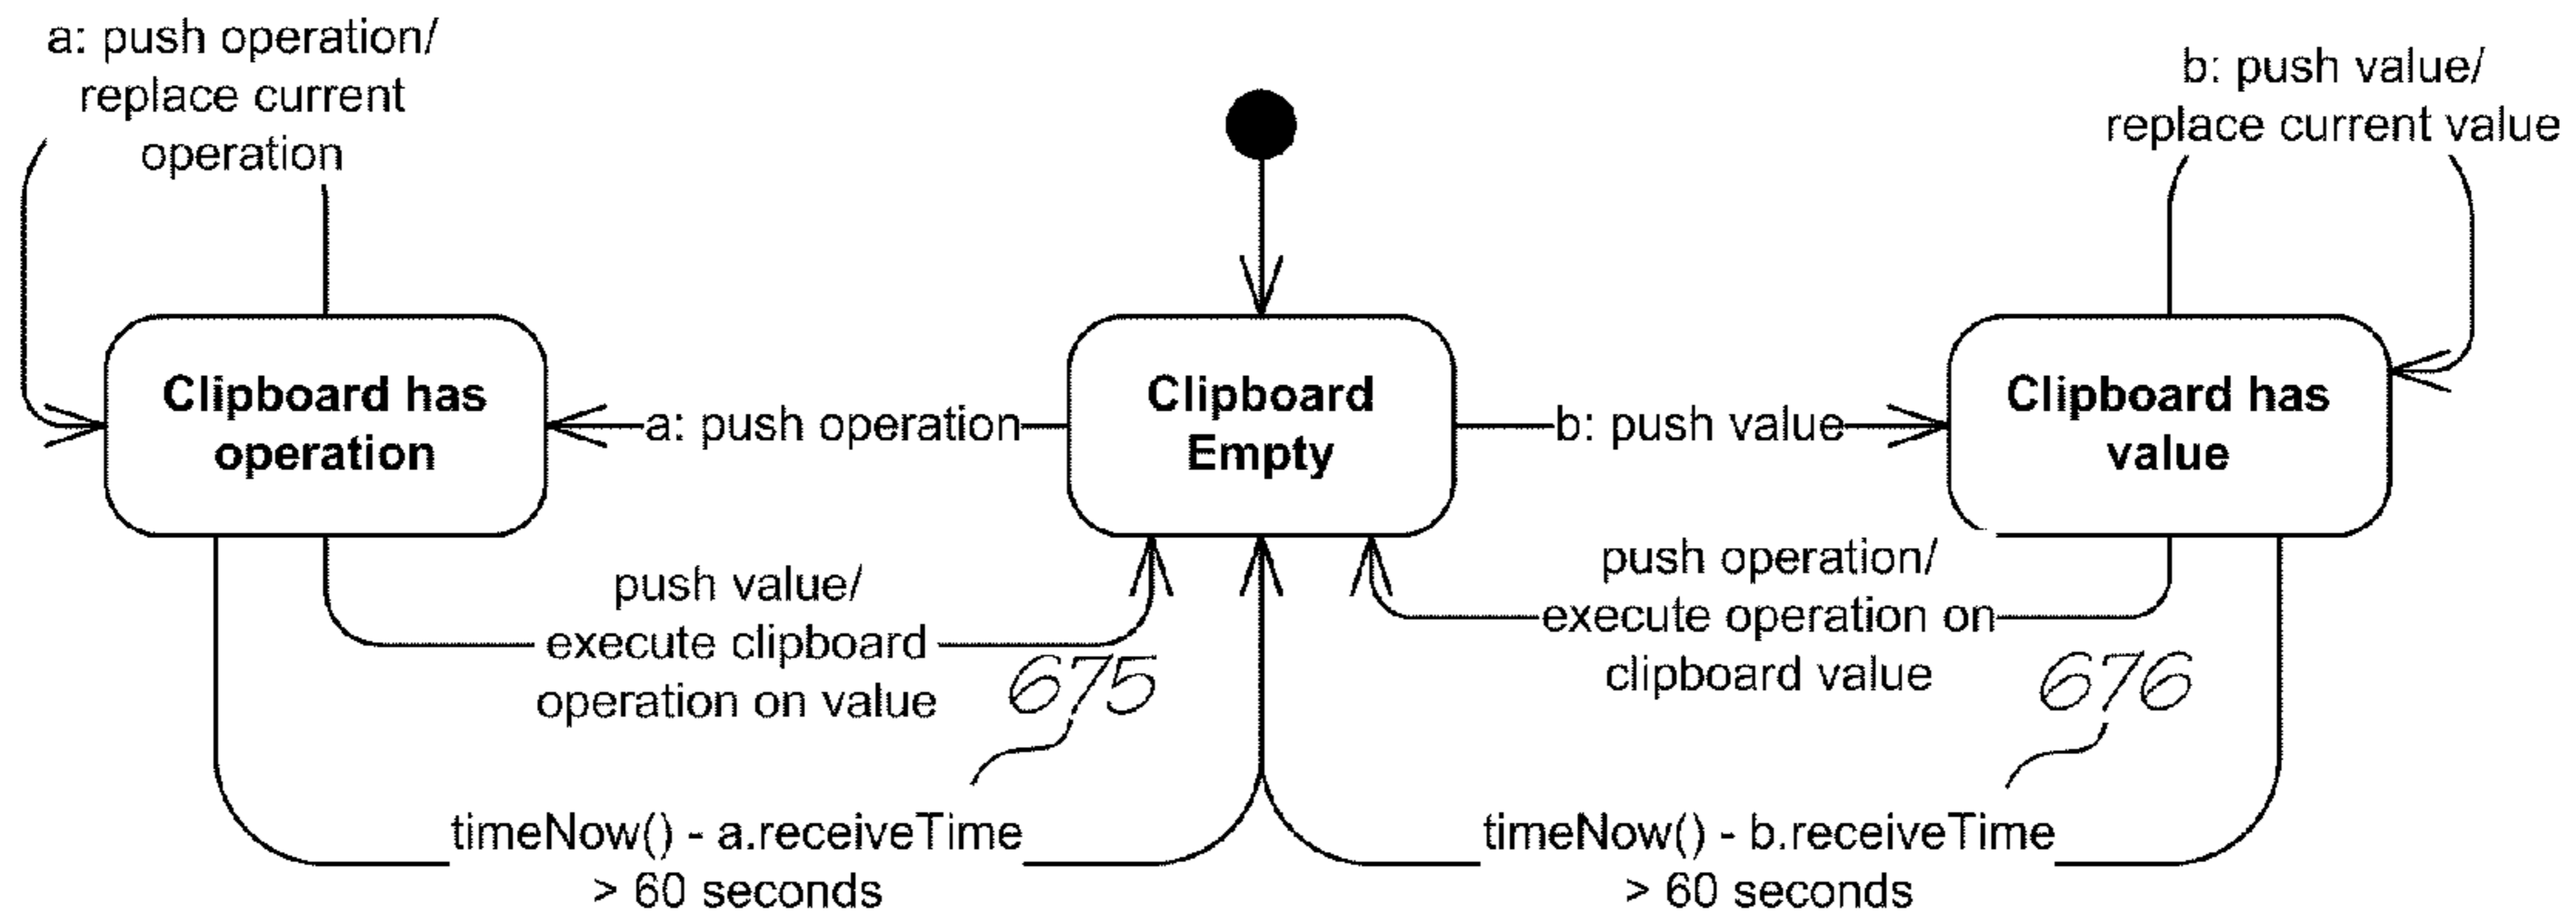 a: push operation/
replace current
operation
b: push value/
replace current value
Clipboard has
operation
a: push operation
Clipboard
Empty
b: push value
Clipboard has
value
push value/
execute clipboard
operation on value
675
push operation/
execute operation on
clipboard value
676
timeNow() - a.receiveTime
> 60 seconds
timeNow() - b.receiveTime
> 60 seconds